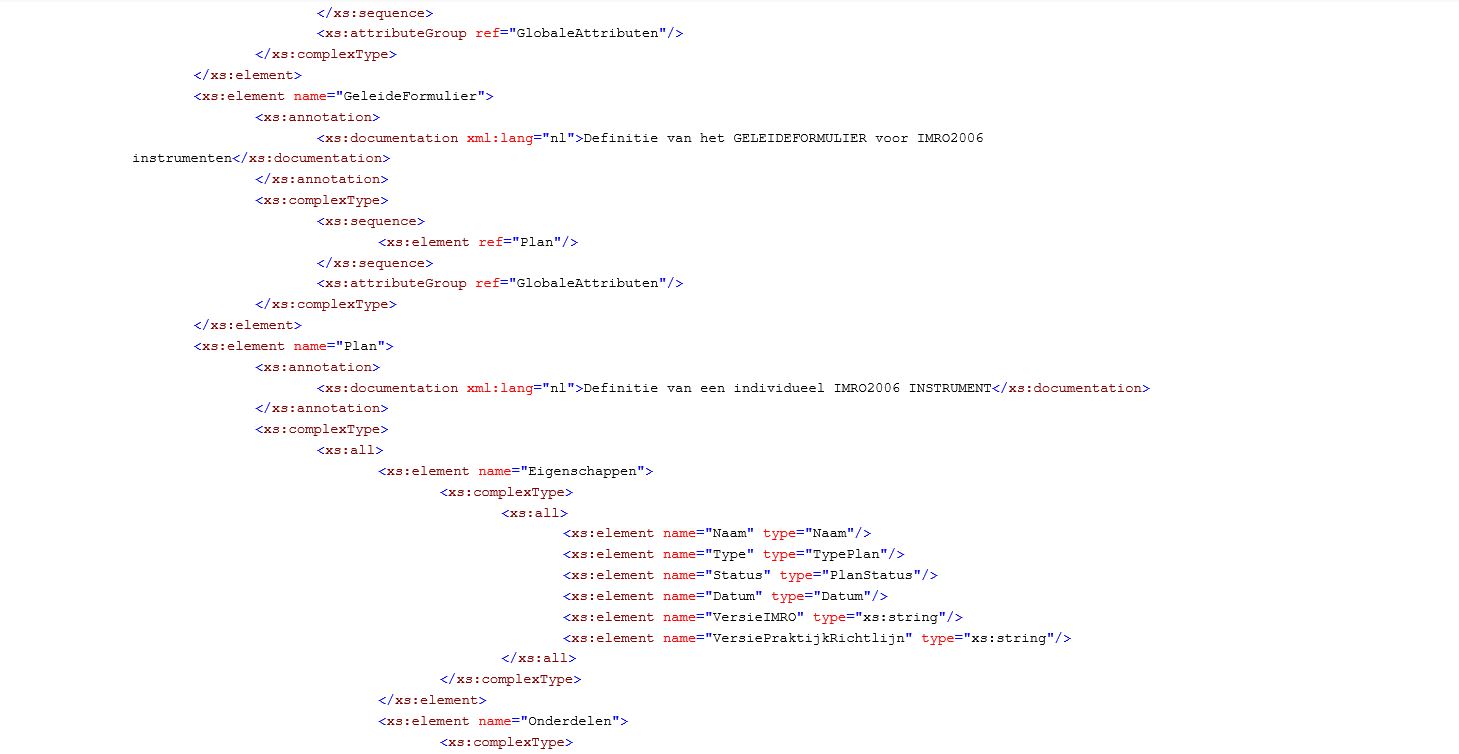 </xs:sequence>
<xs:attributeGroup ref="GlobaleAttributen"/>
</xs:complexType>
</xs:element>
<xs:element name="GeleideFormulier">
<xs:annotation>
<xs:documentation xml:lang="nl">Definitie van het GELEIDEFORMULIER voor IMRO2006
instrumenten</xs:documentation>
</xs:annotation>
<xs:complexType>
<xs:sequence>
<xs:element ref="Plan"/>
</xs:sequence>
<xs:attributeGroup ref="GlobaleAttributen"/>
</xs:complexType>
</xs:element>
<xs:element name="Plan">
<xs:annotation>
<xs:documentation xml:lang="nl">Definitie van een individueel IMRO2006 INSTRUMENT</xs:documentation>
</xs:annotation>
<xs:complexType>
<xs:all>
<xs:element name="Eigenschappen">
<xs:complexType>
<xs:all>
<xs:element name="Naam" type="Naam"/>
<xs:element name="Type" type="TypePlan"/>
<xs:element name="Status" type="PlanStatus"/>
<xs:element name="Datum" type="Datum"/>
<xs:element name="VersieIMRO" type="xs:string"/>
<xs:element name="VersiePraktijkRichtlijn" type="xs:string"/>
</xs:all>
</xs:complexType>
</xs:element>
<xs:element name="Onderdelen">
<xs:complexType>